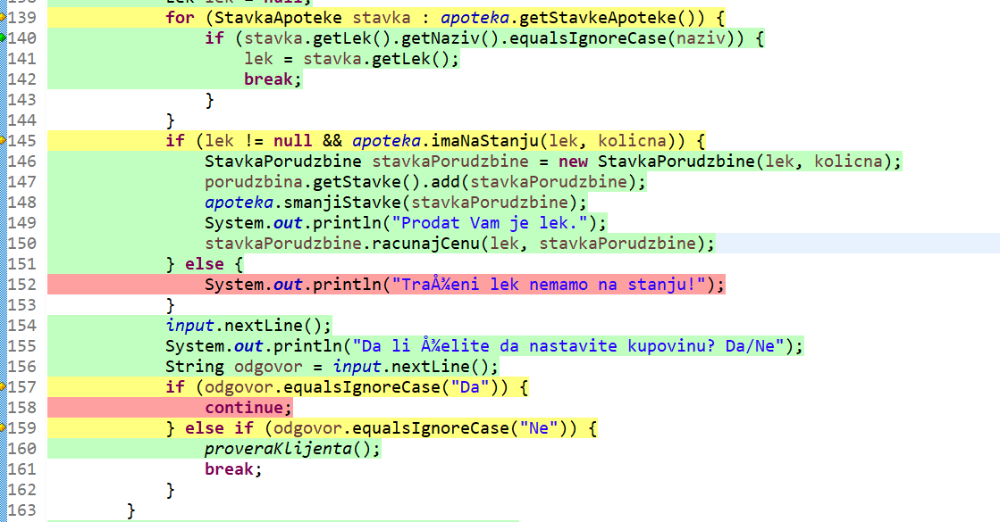 139 for (StavkaApoteke stavka : apoteka.getStavkeApoteke()) {
140 if (stavka.getLek().getNaziv().equalsIgnoreCase(naziv)) {
141 lek = stavka.getLek();
142 break;
143 }
144 }
145 if (lek != null && apoteka.imaNaStanju(lek, kolicna)) {
146 StavkaPorudzbine stavkaPorudzbine = new StavkaPorudzbine(lek, kolicna);
147 porudzbina.getStavke().add(stavkaPorudzbine);
148 apoteka.smanjiStavke(stavkaPorudzbine);
149 System.out.println("Prodat Vam je lek.");
150 stavkaPorudzbine.racunajCenu(lek, stavkaPorudzbine);
151 } else {
152 System.out.println("TraÅ¾eni lek nemamo na stanju!");
153 }
154 input.nextLine();
155 System.out.println("Da li Å¾elite da nastavite kupovinu? Da/Ne");
156 String odgovor = input.nextLine();
157 if (odgovor.equalsIgnoreCase("Da")) {
158 continue;
159 } else if (odgovor.equalsIgnoreCase("Ne")) {
160 proveraKlijenta();
161 break;
162 }
163 }